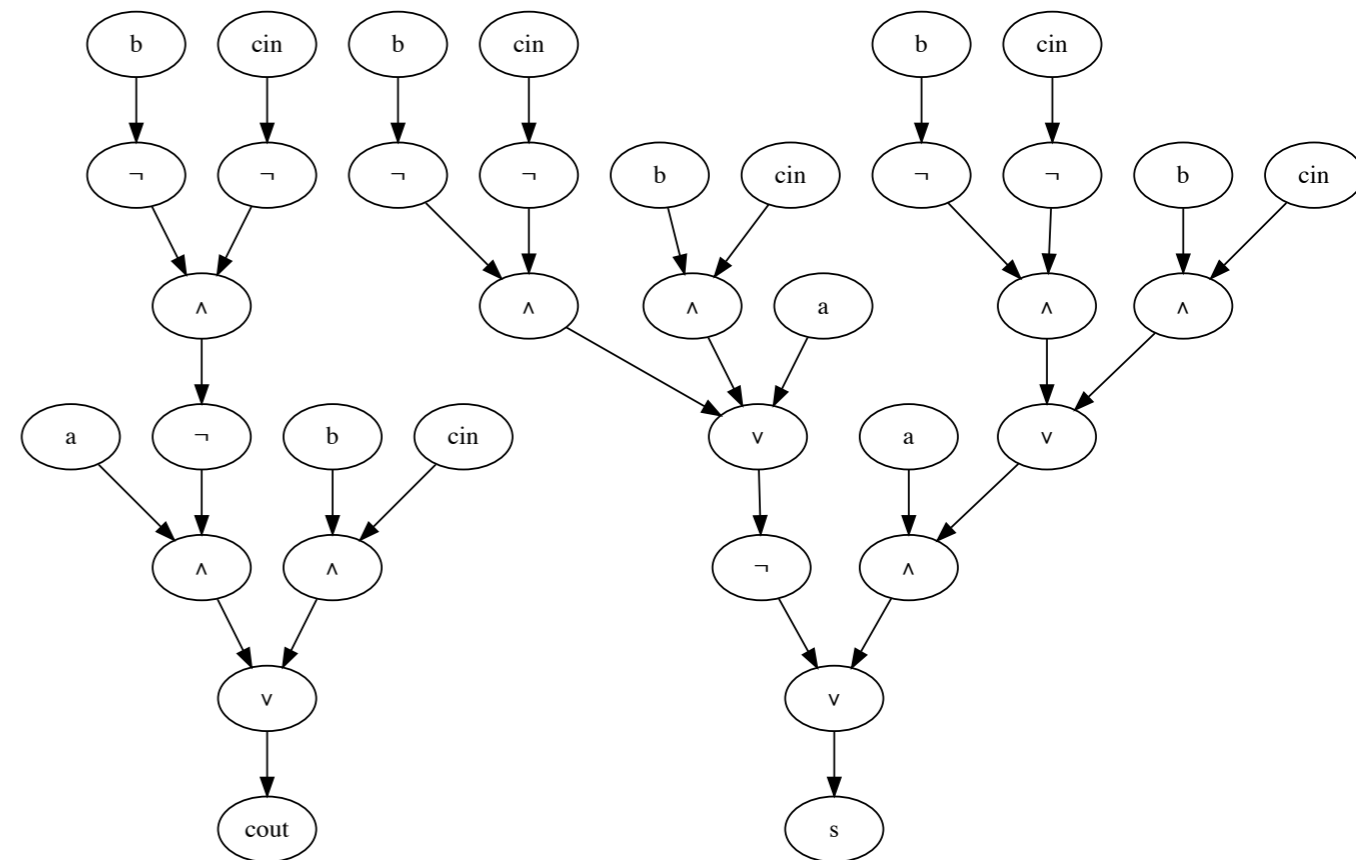 b cin b cin b cin
¬ ¬ ¬ ¬ b cin ¬ ¬ b cin
∧ ∧ ∧ a ∧ ∧
a ¬ b cin ∨ a ∨
∧ ∧ ¬ ∧
∨ ∨
cout s